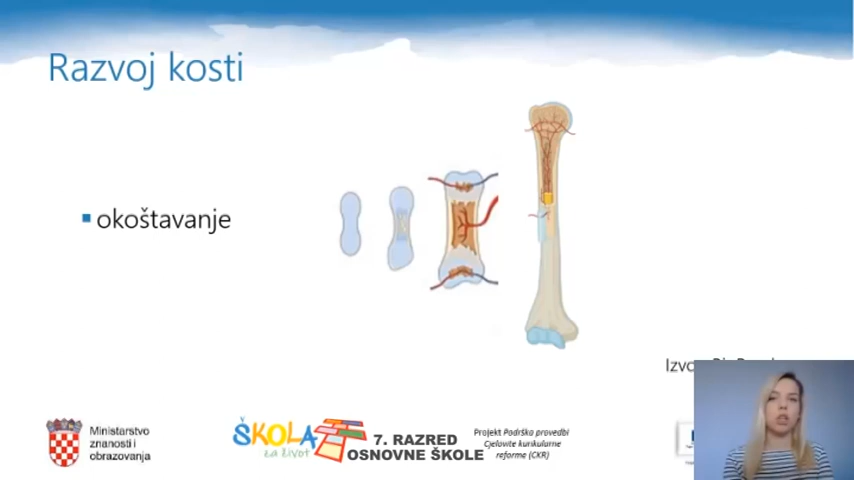 Razvoj kosti
okoštavanje
Ministarstvo
znanosti i
obrazovanja
ŠKOLA
za život
7. RAZRED
OSNOVNE ŠKOLE
Projekt Podrška provedbi
Cjelovite kurikularne
reforme (CKR)